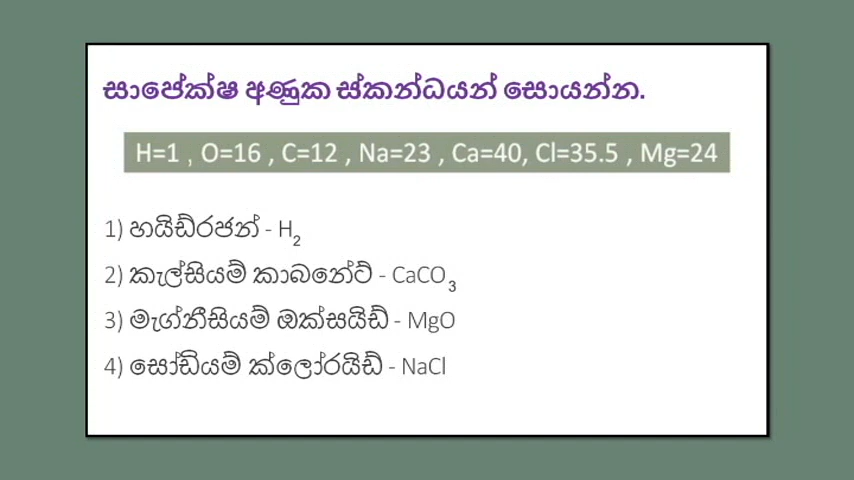 සාපේක්ෂ අණුක ස්කන්ධයන් සොයන්න.
H=1 , O=16 , C=12 , Na=23 , Ca=40, Cl=35.5 , Mg=24
1) හයිඩ්රජන් - H₂
2) කැල්සියම් කාබනේට් - CaCO₃
3) මැග්නීසියම් ඔක්සයිඩ් - MgO
4) සෝඩියම් ක්ලෝරයිඩ් - NaCl